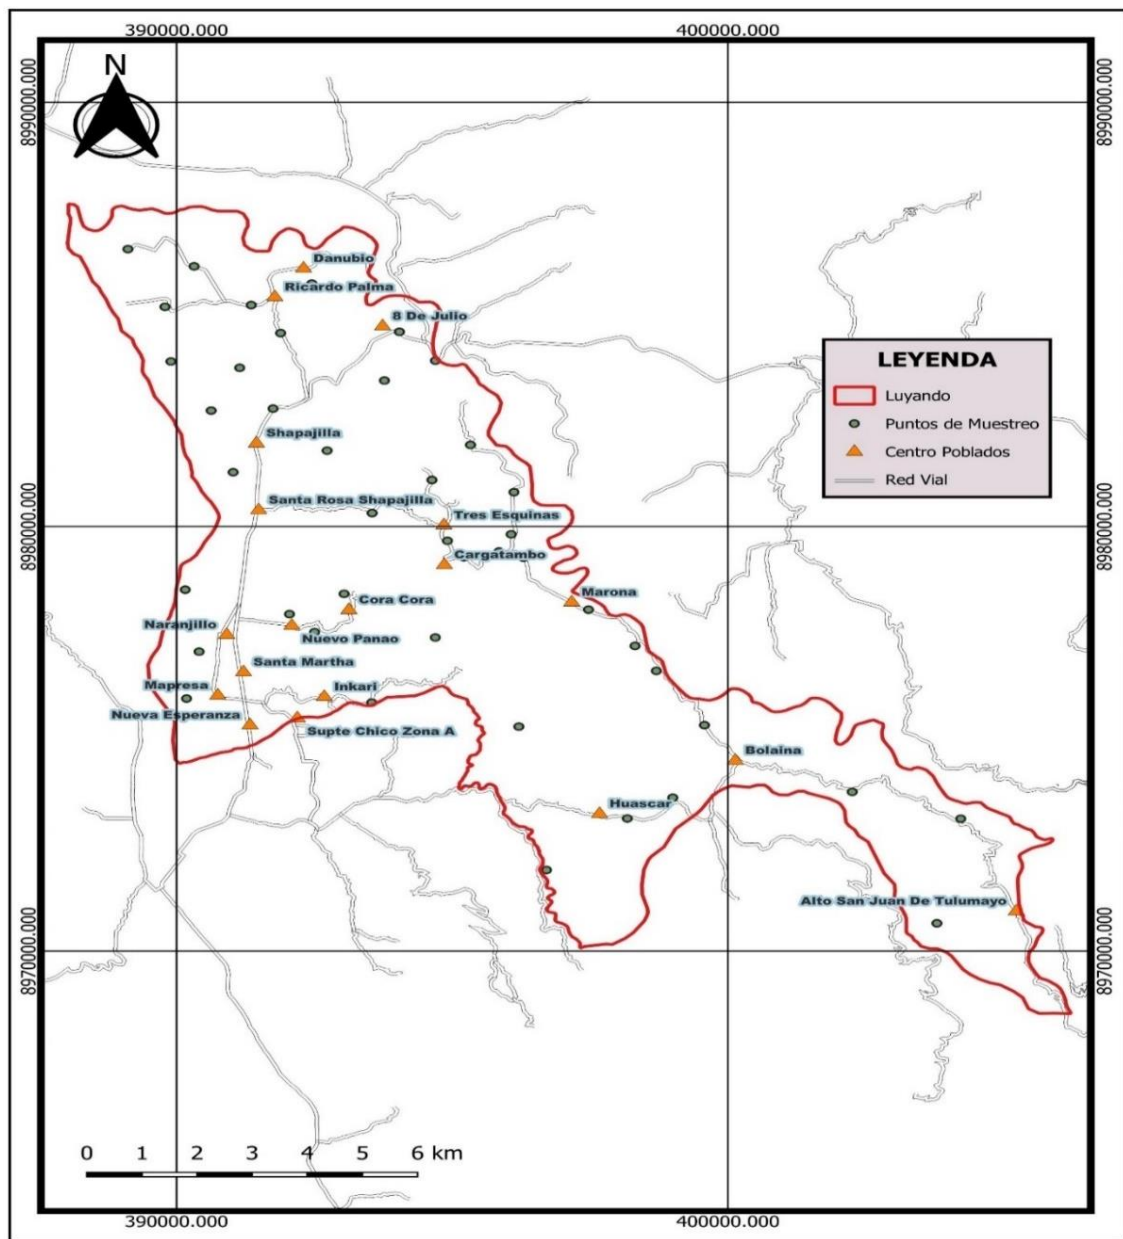 390000.000
400000.000
N
8990000.000
8990000.000
Danubio
Ricardo Palma
8 De Julio
LEYENDA
Luyando
Puntos de Muestreo
Centro Poblados
Red Vial
Shapajilla
Santa Rosa Shapajilla
Tres Esquinas
8980000.000
8980000.000
Cargatambo
Marona
Cora Cora
Naranjillo
Nuevo Panao
Santa Martha
Mapresa
Inkari
Nueva Esperanza
Supte Chico Zona A
Bolaina
Huascar
Alto San Juan De Tulumayo
8970000.000
8970000.000
0 1 2 3 4 5 6 km
390000.000
400000.000